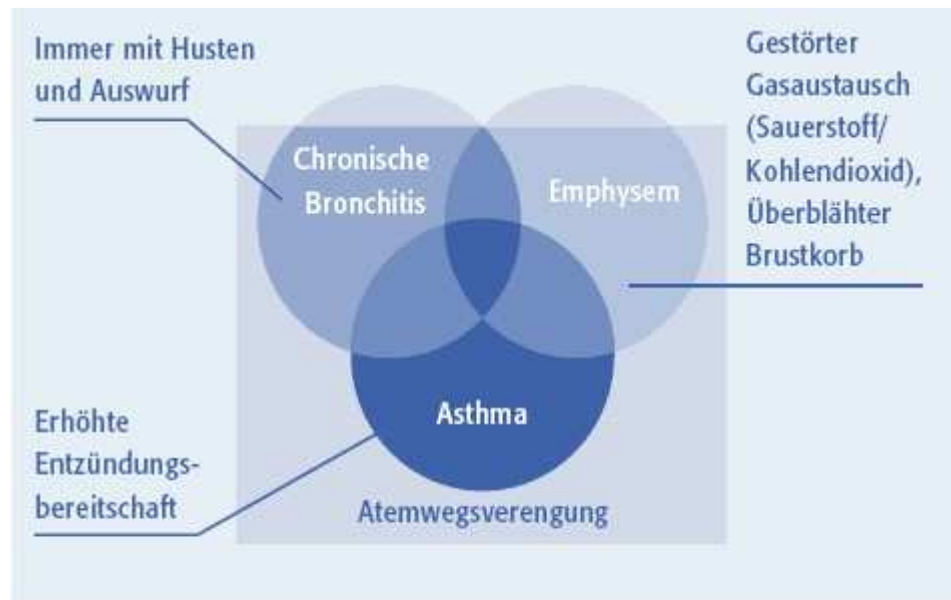 Immer mit Husten
und Auswurf
Gestörter
Gasaustausch
(Sauerstoff/
Kohlendioxid),
Überblähter
Brustkorb
Chronische
Bronchitis
Emphysem
Asthma
Erhöhte
Entzündungs-
bereitschaft
Atemwegsverengung